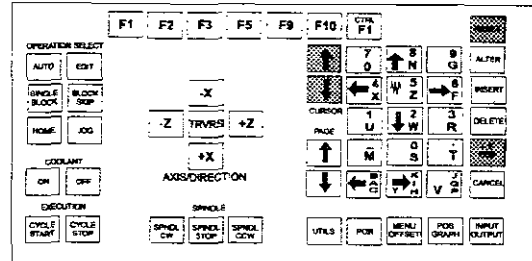 F1 F2 F3 F5 F9 F10 CTRL F1
OPERATION SELECT
AUTO EDIT
SINGLE BLOCK BLOCK SKIP
HOME JOG
COOLANT
ON OFF
EXECUTION
CYCLE START CYCLE STOP
-X
-Z TRVRS +Z
+X
AXIS/DIRECTION
SPINDLE
SPNDL CW SPNDL STOP SPNDL CCW
7 O 8 N 9 G ALTER
CURSOR
4 X 5 Z 6 F INSERT
PAGE
1 U 2 W 3 R DELETE
M 0 S T
V J Q P CANCEL
UTILS POS MENU OFFSET POS GRAPH INPUT OUTPUT